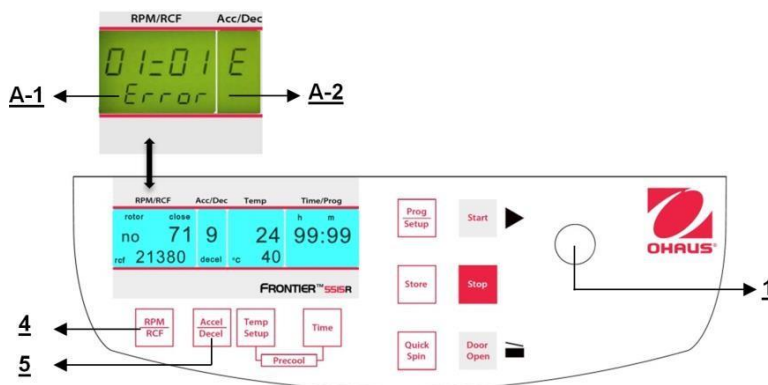 RPM/RCF Acc/Dec
01=01 E
Error
A-1 A-2
RPM/RCF Acc/Dec Temp Time/Prog
rotor close h m
no 71 9 24 99:99
rcf 21380 decel °C 40
FRONTIER™ 5515R
4 RPM
RCF
Accel
Decel
5
Temp
Setup
Time
Precool
Prog
Setup
Start
Store
Stop
Quick
Spin
Door
Open
OHAUS®
1